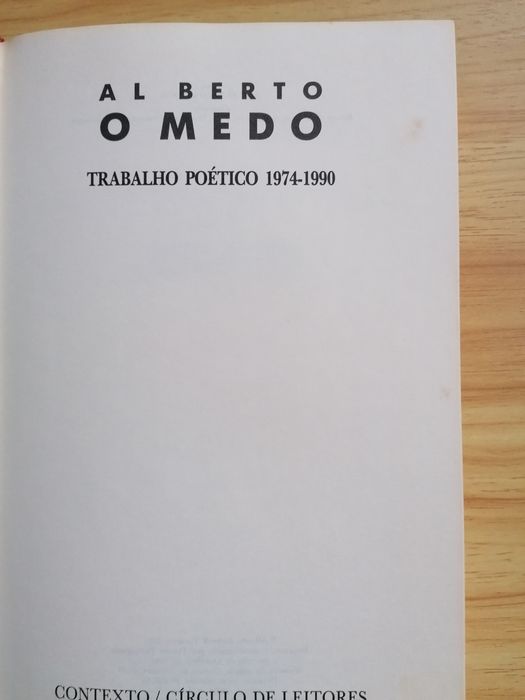 AL BERTO
O MEDO
TRABALHO POÉTICO 1974-1990
CONTEXTO / CÍRCULO DE LEITORES